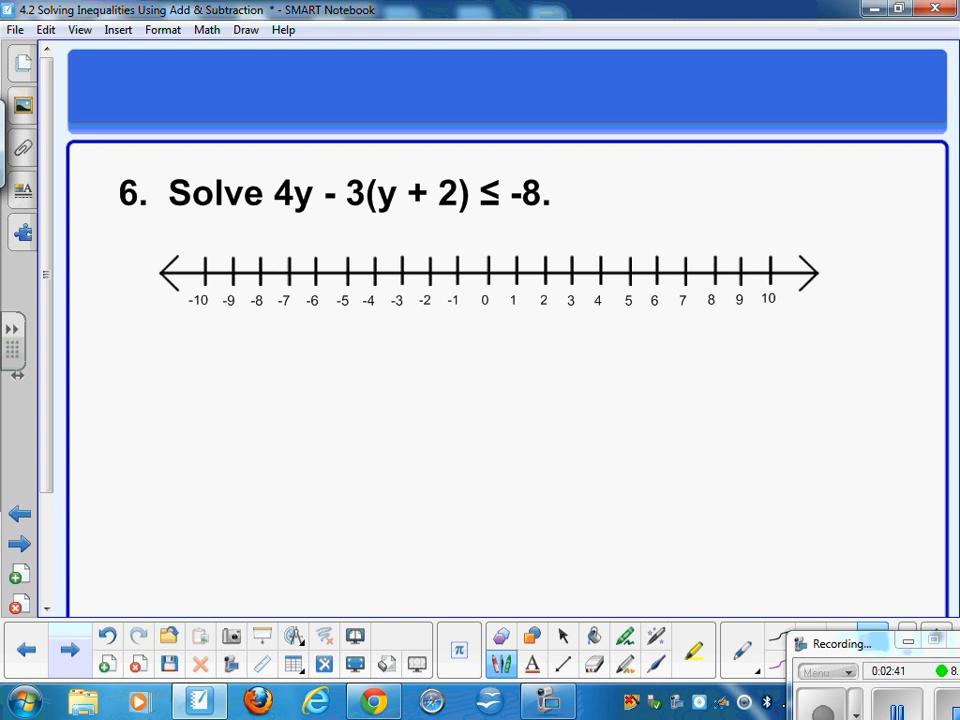 4.2 Solving Inequalities Using Add & Subtraction * - SMART Notebook
File Edit View Insert Format Math Draw Help
6. Solve 4y - 3(y + 2) ≤ -8.
-10 -9 -8 -7 -6 -5 -4 -3 -2 -1 0 1 2 3 4 5 6 7 8 9 10
π
A
Recording...
Menu 0:02:41 8.